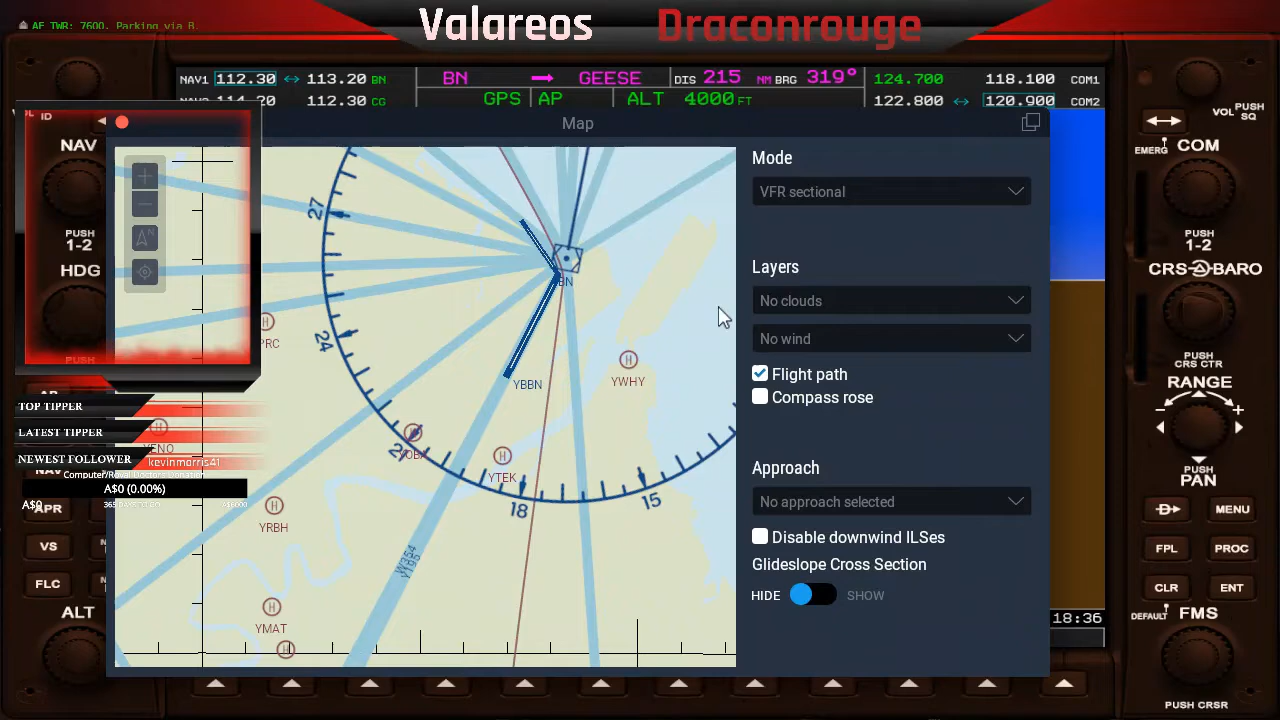 AF TWR: 7600, Parking via B.
Valareos Draconrouge
NAV1 112.30 ↔ 113.20 BN
BN → GEESE DIS 215 NM BRG 319°
124.700 118.100 COM1
112.30 CG
GPS AP ALT 4000 FT
122.800 ↔ 120.900 COM2
VOL PUSH SQ
ID
NAV
PUSH
1-2
HDG
PUSH
EMERG
COM
PUSH
1-2
CRS BARO
PUSH
CRS CTR
RANGE
- +
PUSH
PAN
D MENU
FPL PROC
CLR ENT
DEFAULT FMS
PUSH CRSR
Map
N
27
24
21
18
15
BN
YBBN
YWHY
PRC
YTEK
YENO
YRBH
YMAT
H
W354
Y195
Mode
VFR sectional
Layers
No clouds
No wind
Flight path
Compass rose
Approach
No approach selected
Disable downwind ILSes
Glideslope Cross Section
HIDE SHOW
18:36
TOP TIPPER
LATEST TIPPER
NEWEST FOLLOWER kevinmorris41
A$0 (0.00%)
A$0
APR
VS
FLC
ALT